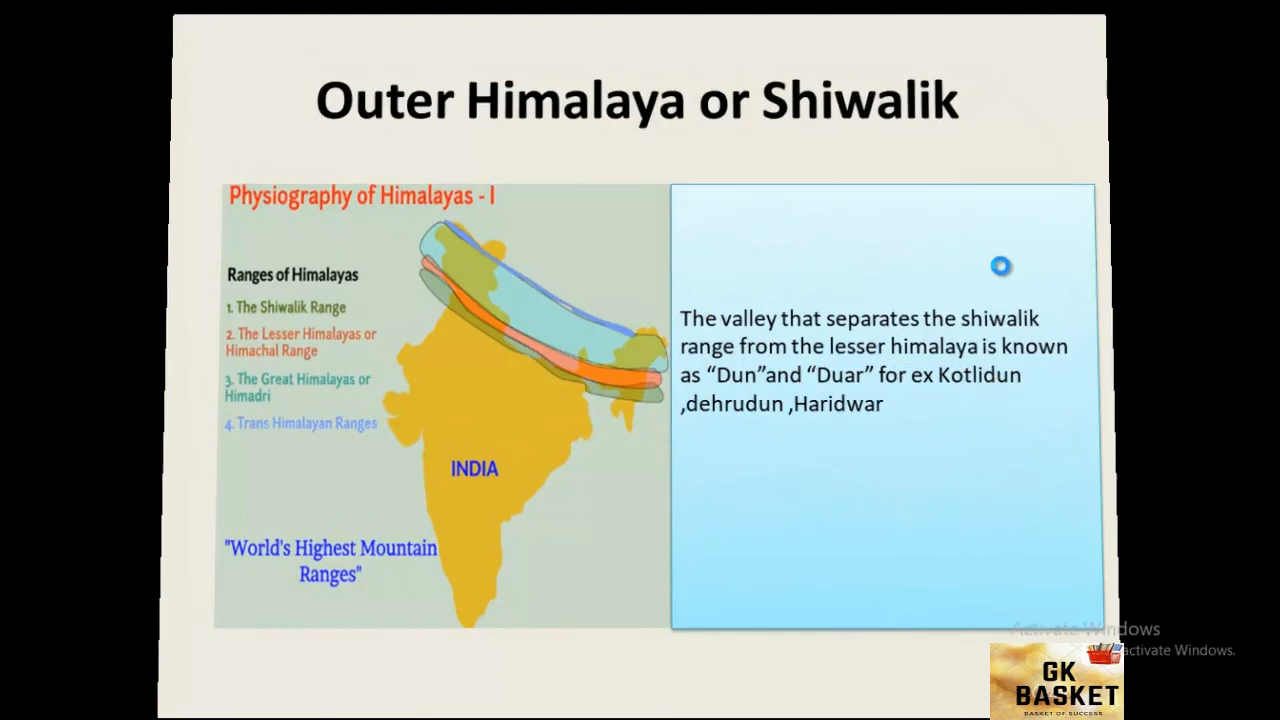 Outer Himalaya or Shiwalik
Physiography of Himalayas - I
Ranges of Himalayas
1. The Shiwalik Range
2. The Lesser Himalayas or
Himachal Range
3. The Great Himalayas or
Himadri
4. Trans Himalayan Ranges
INDIA
"World's Highest Mountain
Ranges"
The valley that separates the shiwalik
range from the lesser himalaya is known
as “Dun”and “Duar” for ex Kotlidun
,dehrudun ,Haridwar
Activate Windows
activate Windows.
GK
BASKET
BASKET OF SUCCESS